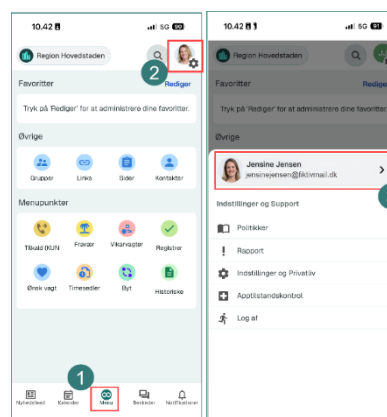 10.42
5G
Region Hovedstaden
2
Favoritter
Rediger
Tryk på 'Rediger' for at administrere dine favoritter.
Øvrige
Grupper
Links
Sider
Kontakter
Menupunkter
Tilkald (KUN
Fravær
Vikarvagter
Registrer
Ønsk vagt
Timesedler
Byt
Historiske
1
Nyhedsfeed
Kalender
Menu
Beskeder
Notifikationer
10.42
5G
Region Hovedstaden
Favoritter
Rediger
Tryk på 'Rediger' for at administrere dine favoritter.
Øvrige
Jensine Jensen
jensinejensen@fiktivmail.dk
Indstillinger og Support
Politikker
Rapport
Indstillinger og Privatliv
Apptilstandskontrol
Log af